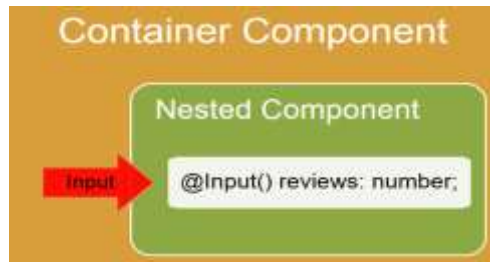 Container Component
Nested Component
Input
@Input() reviews: number;